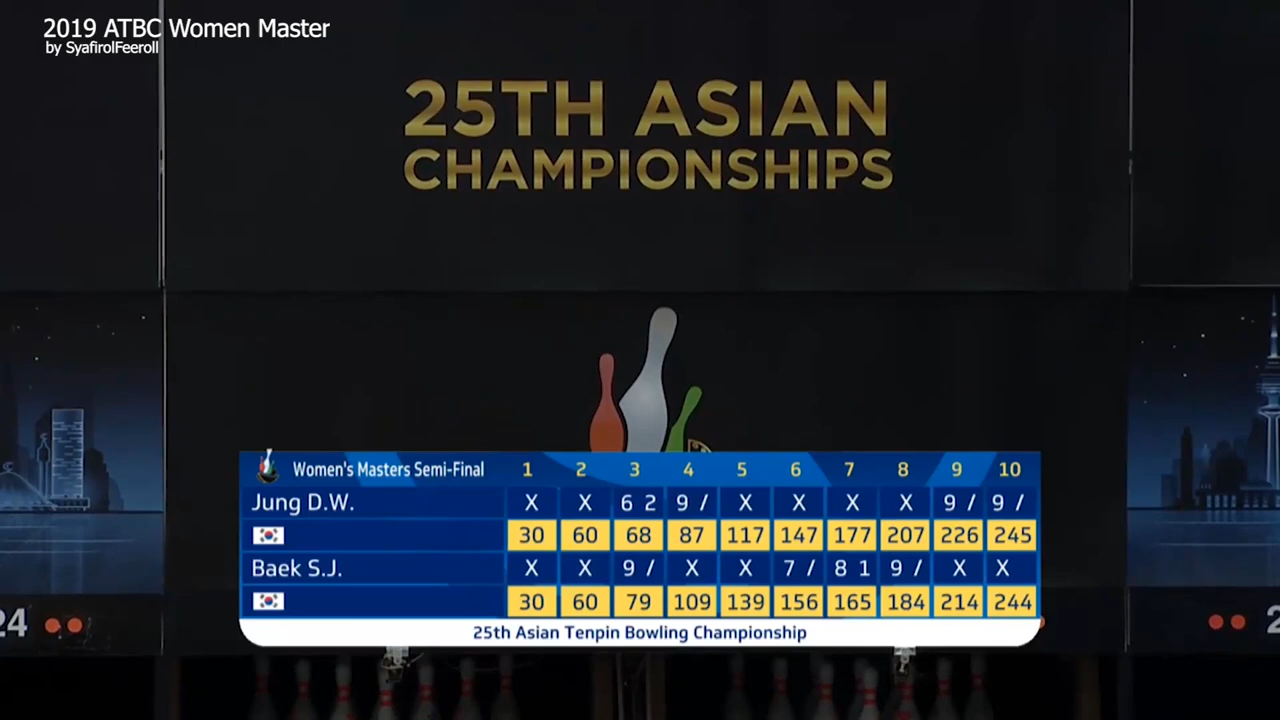 2019 ATBC Women Master
by SyafirolFeeroll
25TH ASIAN
CHAMPIONSHIPS
Women's Masters Semi-Final 1 2 3 4 5 6 7 8 9 10
Jung D.W. X X 6 2 9 / X X X X 9 / 9 /
30 60 68 87 117 147 177 207 226 245
Baek S.J. X X 9 / X X 7 / 8 1 9 / X X
30 60 79 109 139 156 165 184 214 244
25th Asian Tenpin Bowling Championship
24